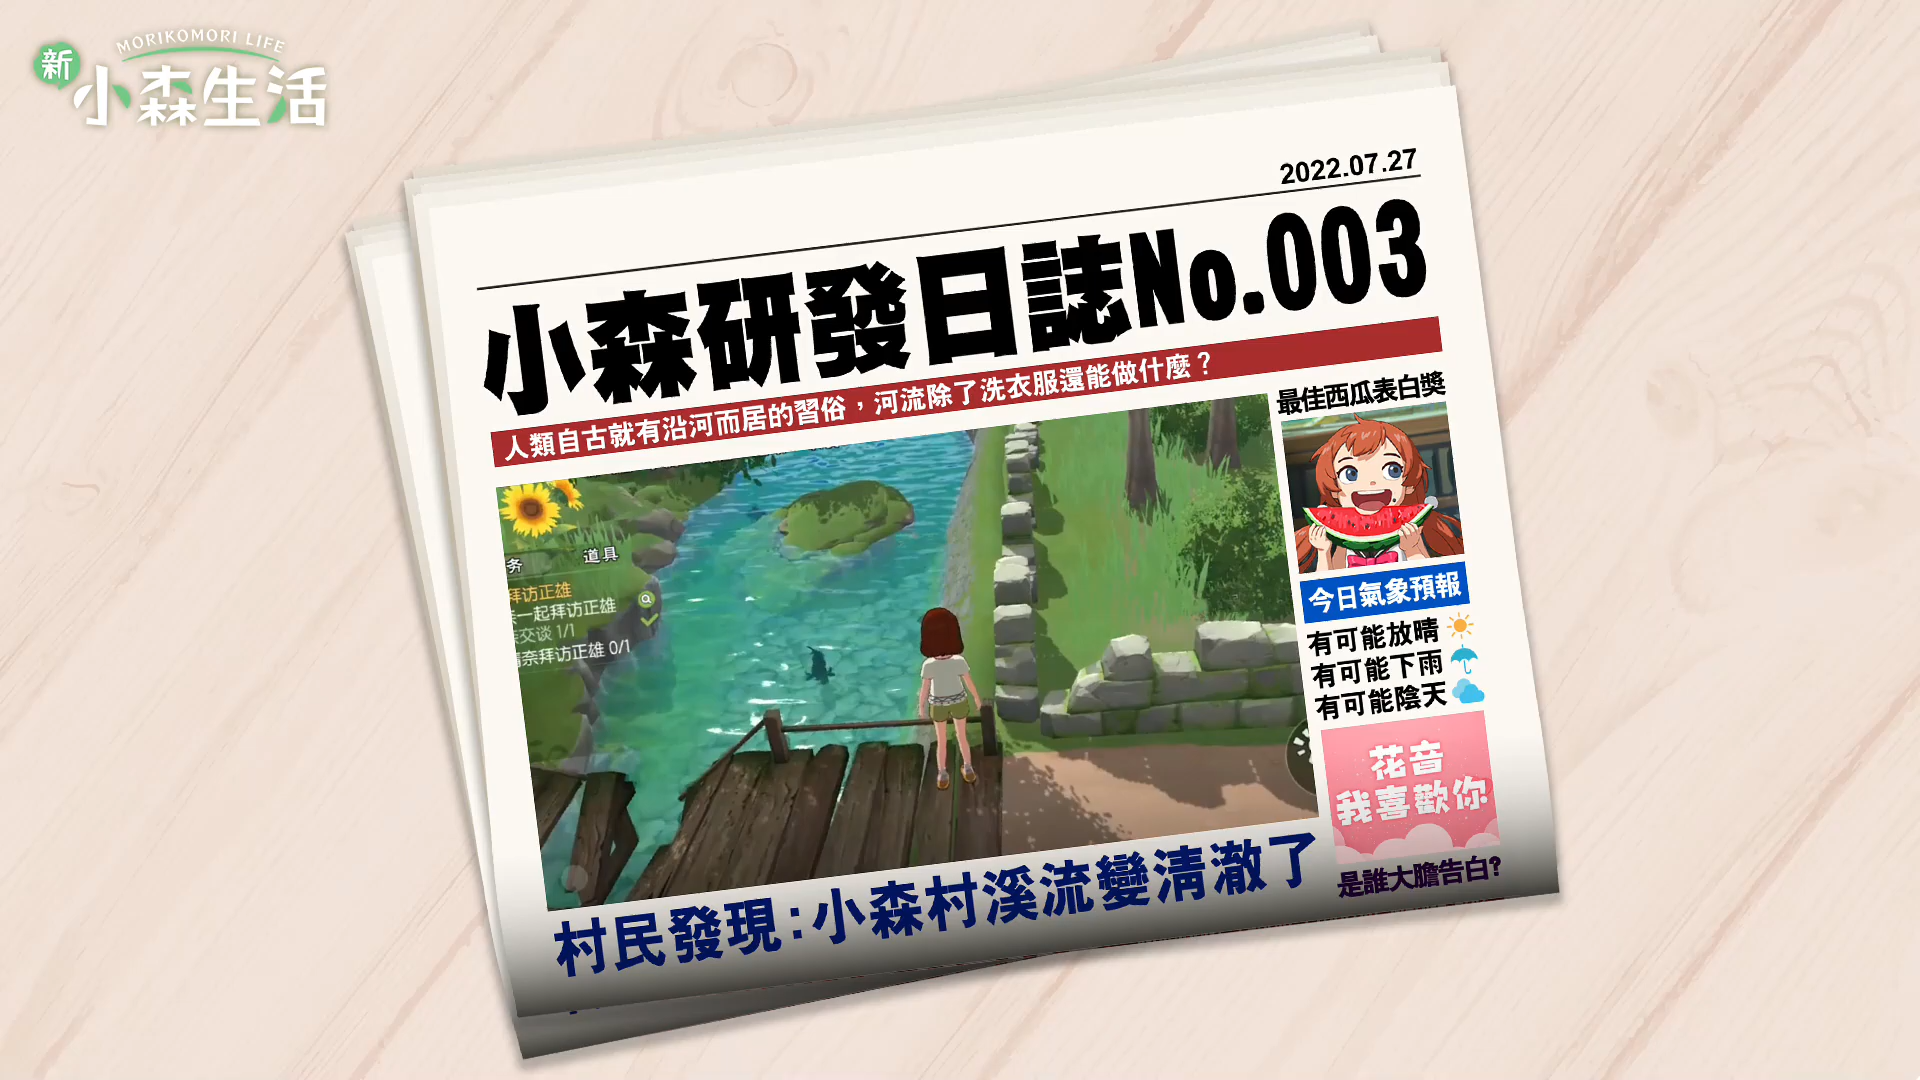 MORIKOMORI LIFE
新
小森生活
2022.07.27
小森研發日誌No.003
人類自古就有沿河而居的習俗，河流除了洗衣服還能做什麼？
最佳西瓜表白獎
务 道具
拜访正雄
一起拜访正雄
交谈 1/1
奈拜访正雄 0/1
今日氣象預報
有可能放晴
有可能下雨
有可能陰天
花音
我喜歡你
是誰大膽告白?
村民發現:小森村溪流變清澈了